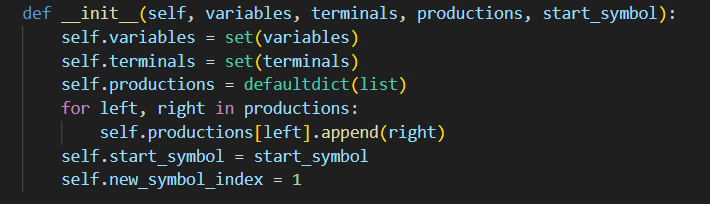 def __init__(self, variables, terminals, productions, start_symbol):
    self.variables = set(variables)
    self.terminals = set(terminals)
    self.productions = defaultdict(list)
    for left, right in productions:
        self.productions[left].append(right)
    self.start_symbol = start_symbol
    self.new_symbol_index = 1